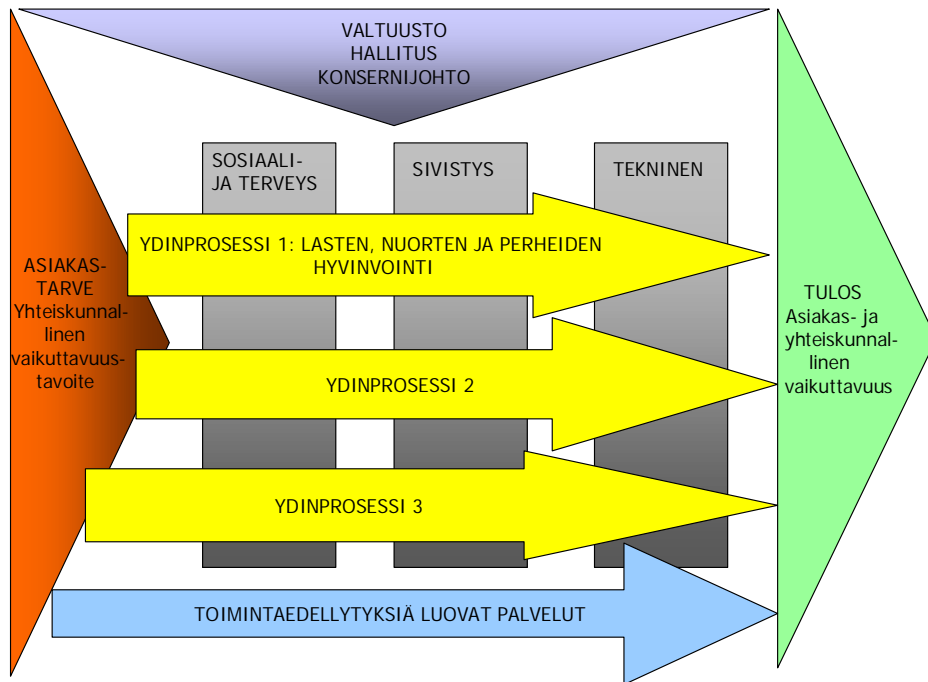 VALTUUSTO
HALLITUS
KONSERNIJOHTO
SOSIAALI-
JA TERVEYS
SIVISTYS
TEKNINEN
YDINPROSESSI 1: LASTEN, NUORTEN JA PERHEIDEN
HYVINVOINTI
ASIAKAS-
TARVE
Yhteiskunnal-
linen
vaikuttavuus-
tavoite
TULOS
Asiakas- ja
yhteiskunnal-
linen
vaikuttavuus
YDINPROSESSI 2
YDINPROSESSI 3
TOIMINTAEDELLYTYKSIÄ LUOVAT PALVELUT